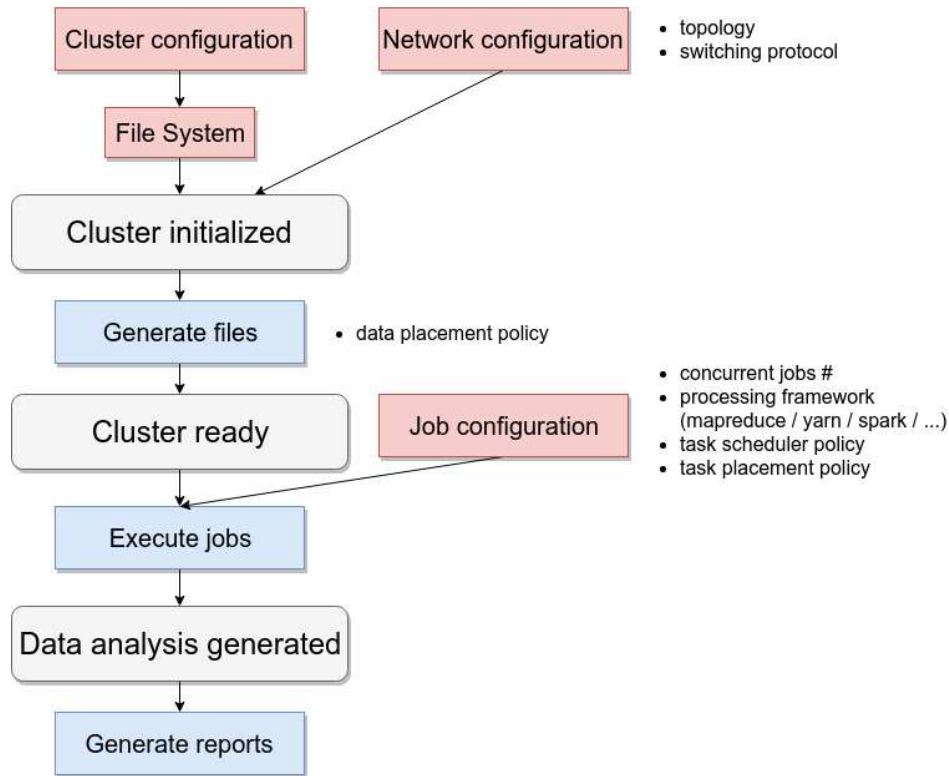 Cluster configuration
Network configuration
• topology
• switching protocol
File System
Cluster initialized
Generate files
• data placement policy
Cluster ready
Job configuration
• concurrent jobs #
• processing framework
(mapreduce / yarn / spark / ...)
• task scheduler policy
• task placement policy
Execute jobs
Data analysis generated
Generate reports